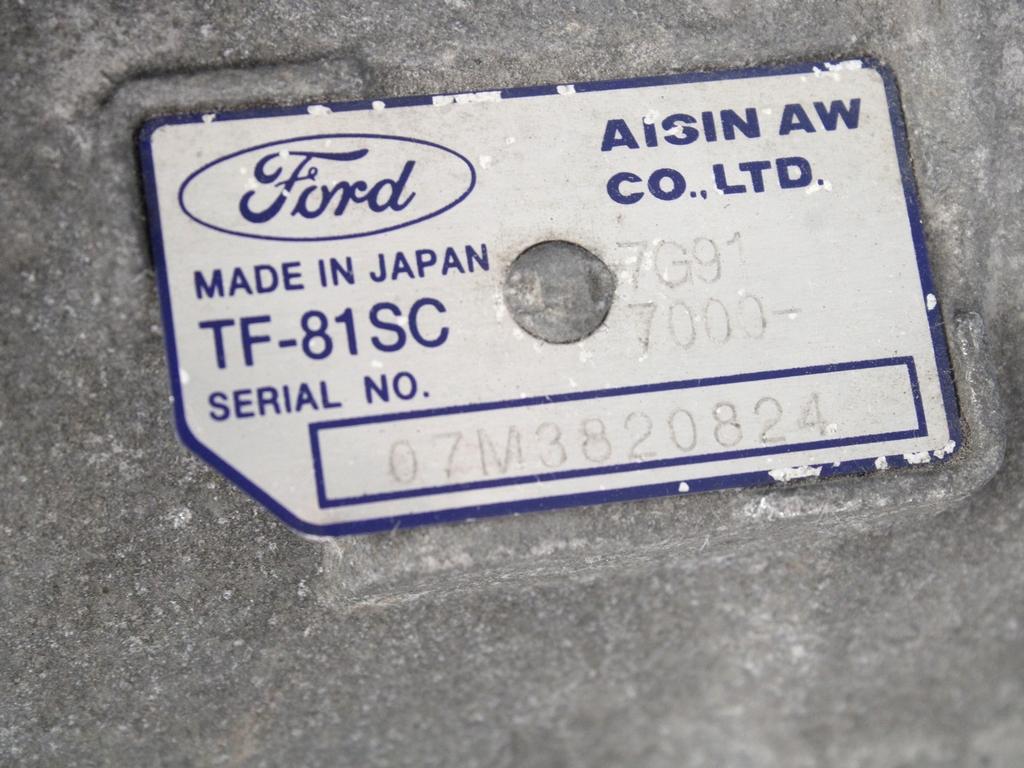 Ford
AISIN AW
CO., LTD.
MADE IN JAPAN
7G91
TF-81SC
7000-
SERIAL NO.
07M3820824